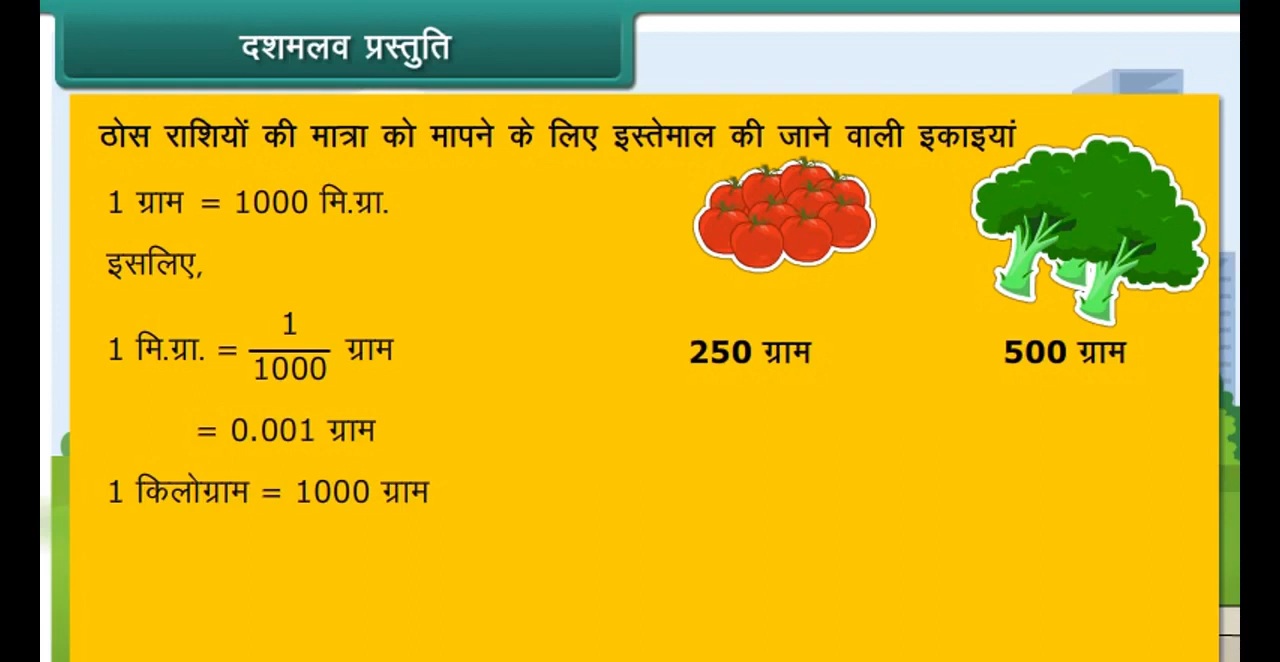 दशमलव प्रस्तुति
ठोस राशियों की मात्रा को मापने के लिए इस्तेमाल की जाने वाली इकाइयां
1 ग्राम = 1000 मि.ग्रा.
इसलिए,
1 मि.ग्रा. = 1/1000 ग्राम
= 0.001 ग्राम
1 किलोग्राम = 1000 ग्राम
250 ग्राम
500 ग्राम